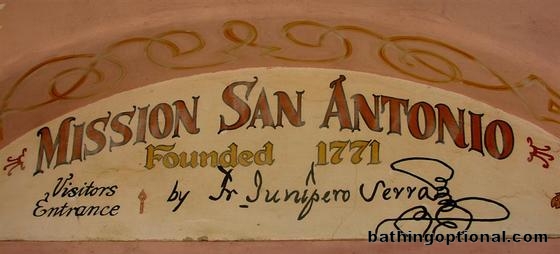 MISSION SAN ANTONIO
Founded 1771
Visitors
Entrance
by Fr. Junípero Serra
bathingoptional.com